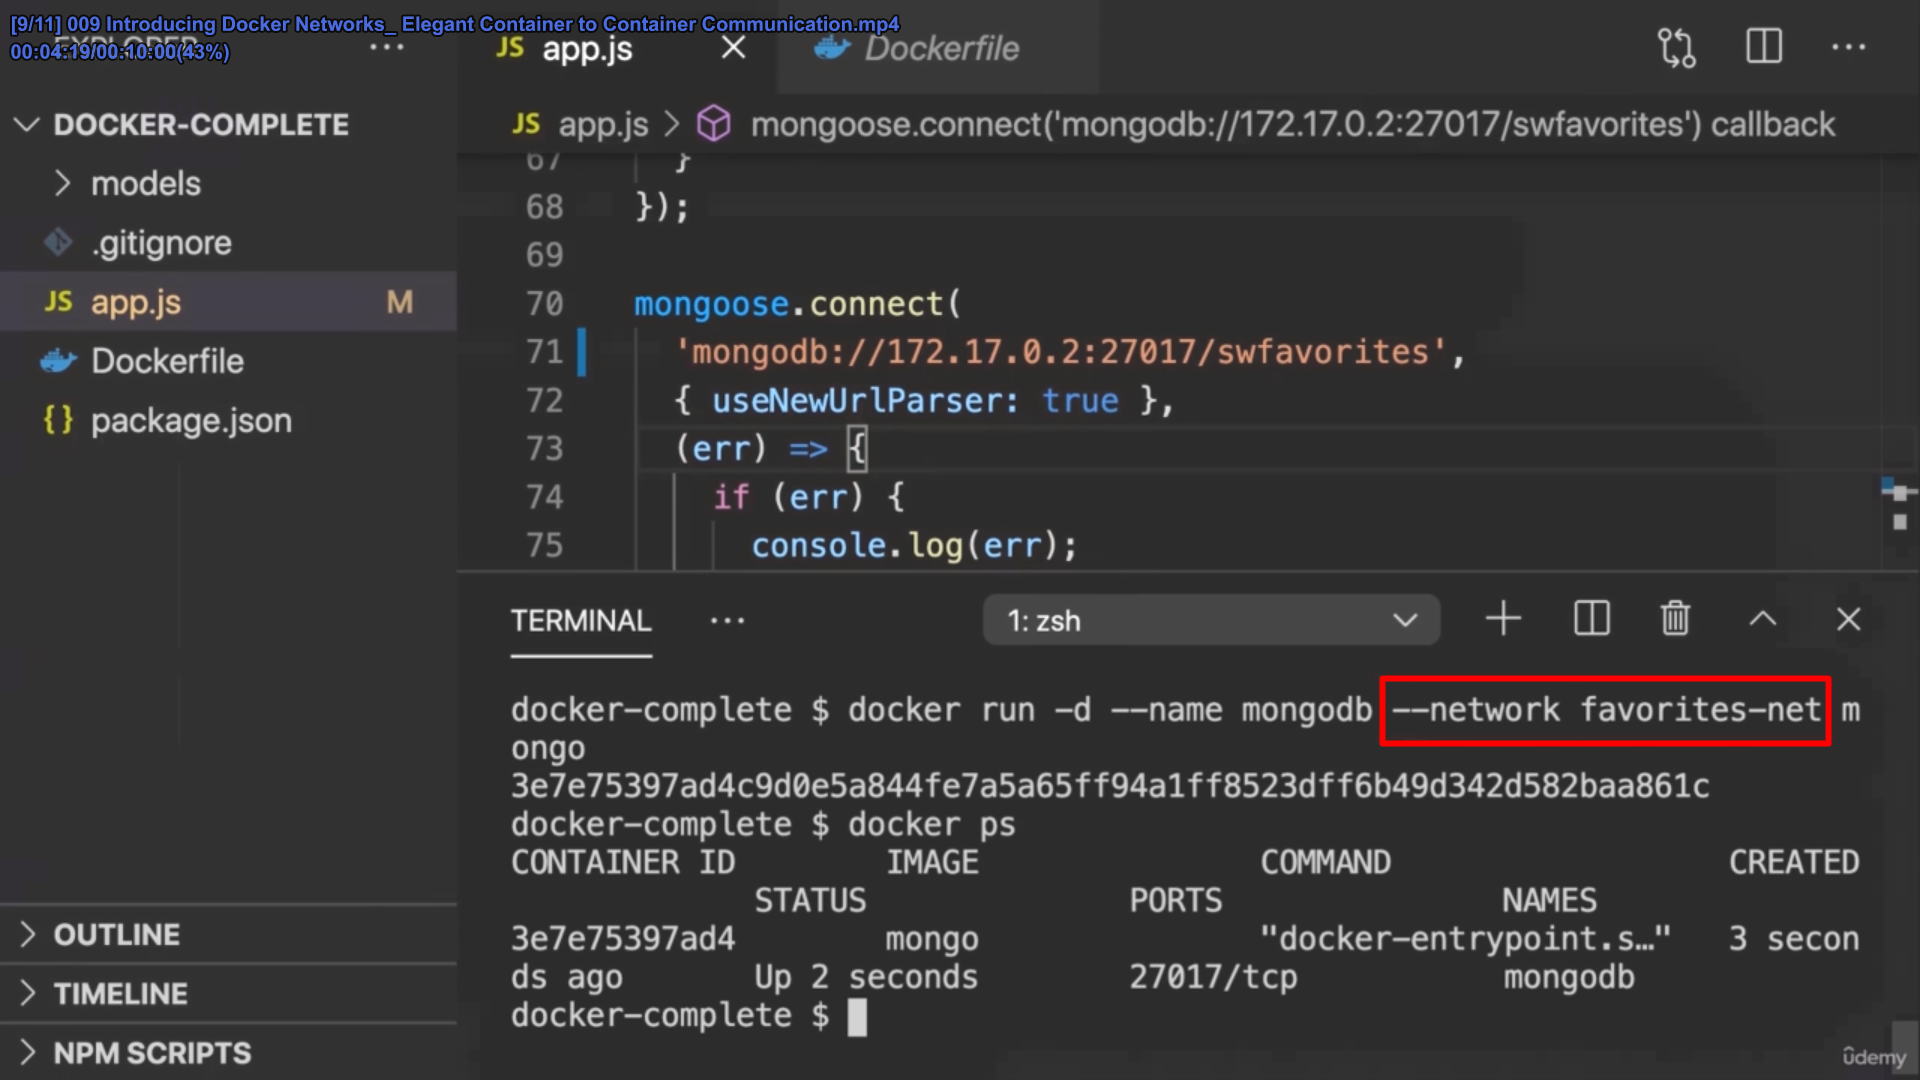 [9/11] 009 Introducing Docker Networks_ Elegant Container to Container Communication.mp4
00:04:19/00:10:00(43%)
EXPLORER
JS app.js
Dockerfile
DOCKER-COMPLETE
models
.gitignore
JS app.js M
Dockerfile
{} package.json
OUTLINE
TIMELINE
NPM SCRIPTS
JS app.js > mongoose.connect('mongodb://172.17.0.2:27017/swfavorites') callback
67 }
68 });
69
70 mongoose.connect(
71 'mongodb://172.17.0.2:27017/swfavorites',
72 { useNewUrlParser: true },
73 (err) => {
74 if (err) {
75 console.log(err);
TERMINAL
1: zsh
docker-complete $ docker run -d --name mongodb --network favorites-net m
ongo
3e7e75397ad4c9d0e5a844fe7a5a65ff94a1ff8523dff6b49d342d582baa861c
docker-complete $ docker ps
CONTAINER ID IMAGE COMMAND CREATED
STATUS PORTS NAMES
3e7e75397ad4 mongo "docker-entrypoint.s…" 3 secon
ds ago Up 2 seconds 27017/tcp mongodb
docker-complete $
ûdemy